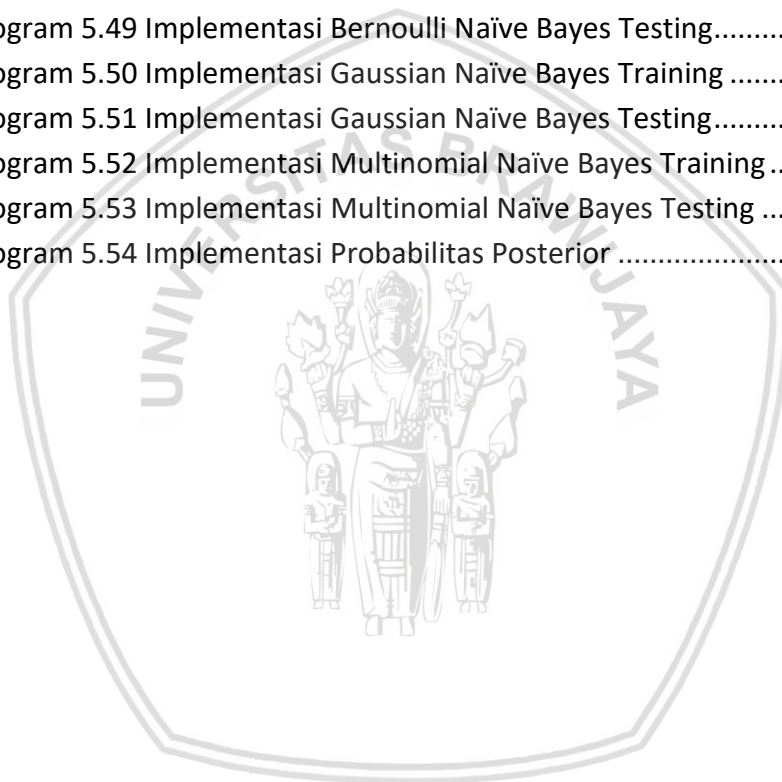 ogram 5.49 Implementasi Bernoulli Naïve Bayes Testing.........
ogram 5.50 Implementasi Gaussian Naïve Bayes Training .......
ogram 5.51 Implementasi Gaussian Naïve Bayes Testing.........
ogram 5.52 Implementasi Multinomial Naïve Bayes Training..
ogram 5.53 Implementasi Multinomial Naïve Bayes Testing ...
ogram 5.54 Implementasi Probabilitas Posterior .....................
UNIVERSITAS BRAWIJAYA